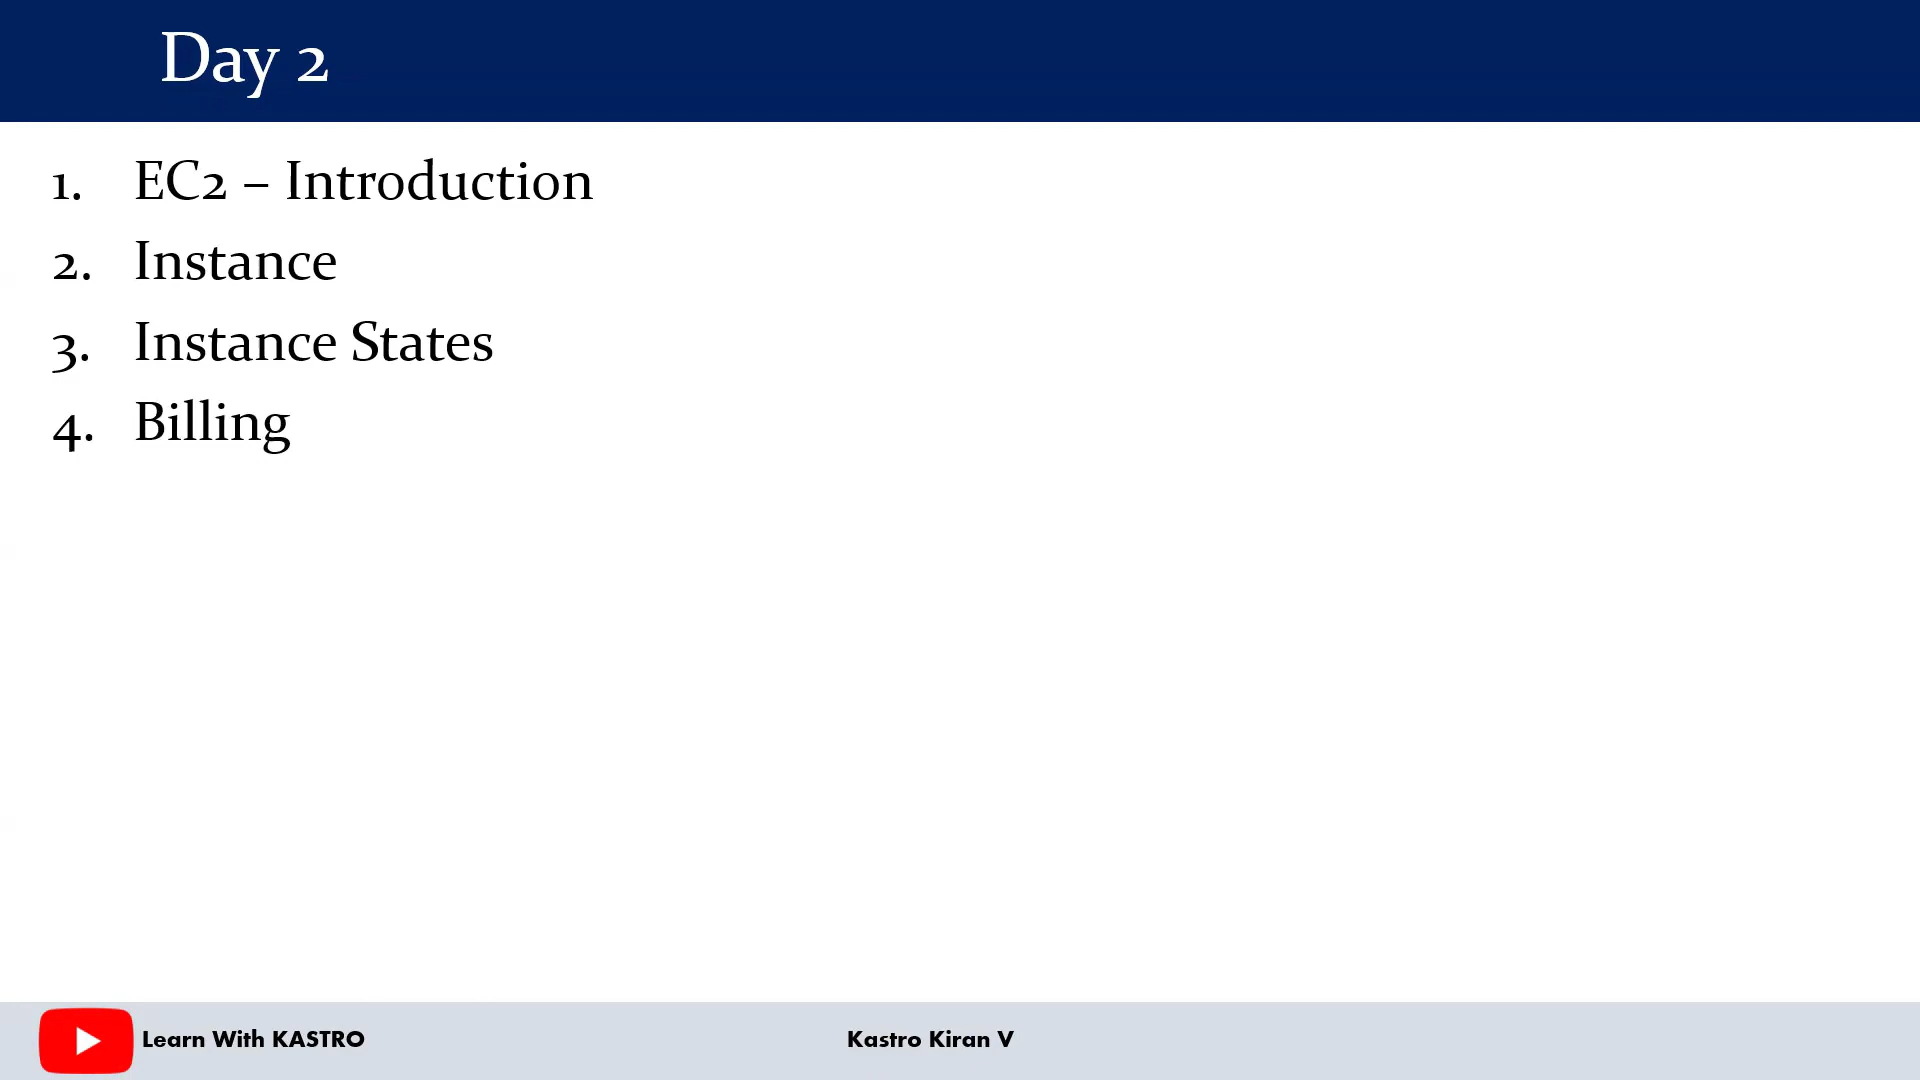 Day 2
1. EC2 – Introduction
2. Instance
3. Instance States
4. Billing
Learn With KASTRO
Kastro Kiran V